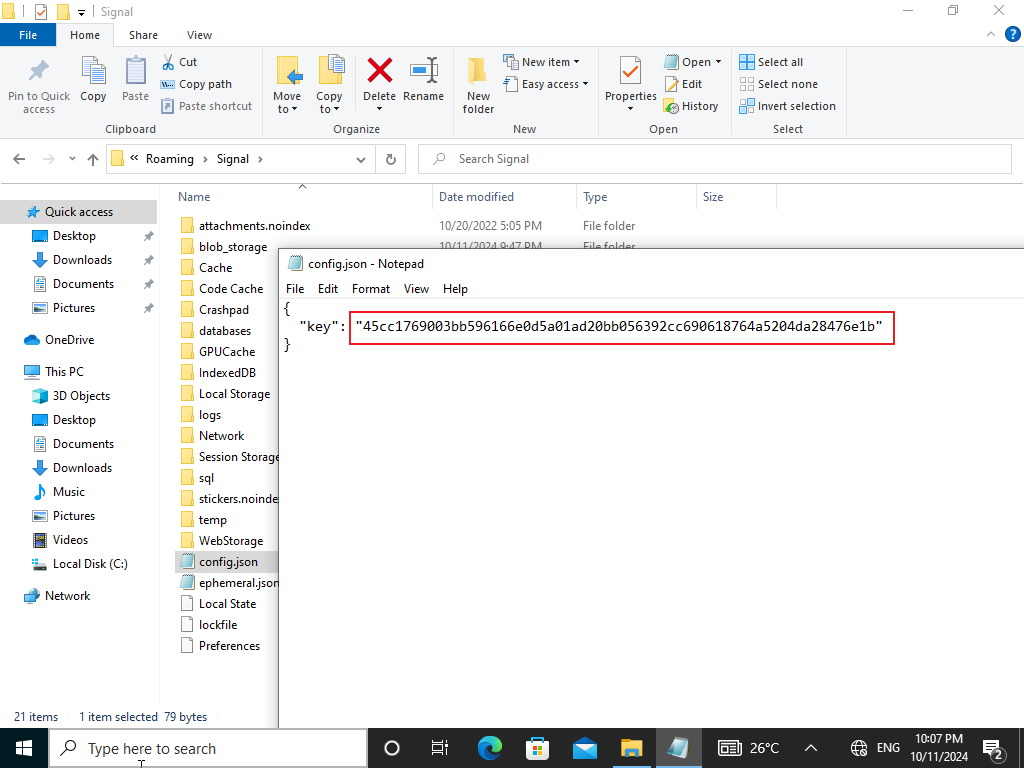 Signal
File Home Share View
Pin to Quick access
Copy
Paste
Cut
Copy path
Paste shortcut
Clipboard
Move to
Copy to
Delete
Rename
Organize
New folder
New item
Easy access
New
Properties
Open
Edit
History
Open
Select all
Select none
Invert selection
Select
« Roaming > Signal >
Search Signal
Name Date modified Type Size
Quick access
Desktop
Downloads
Documents
Pictures
OneDrive
This PC
3D Objects
Desktop
Documents
Downloads
Music
Pictures
Videos
Local Disk (C:)
Network
attachments.noindex 10/20/2022 5:05 PM File folder
blob_storage 10/11/2024 9:47 PM File folder
Cache
Code Cache
Crashpad
databases
GPUCache
IndexedDB
Local Storage
logs
Network
Session Storage
sql
stickers.noinde
temp
WebStorage
config.json
ephemeral.json
Local State
lockfile
Preferences
config.json - Notepad
File Edit Format View Help
{
"key": "45cc1769003bb596166e0d5a01ad20bb056392cc690618764a5204da28476e1b"
}
21 items 1 item selected 79 bytes
Type here to search
26°C
ENG
10:07 PM
10/11/2024
2